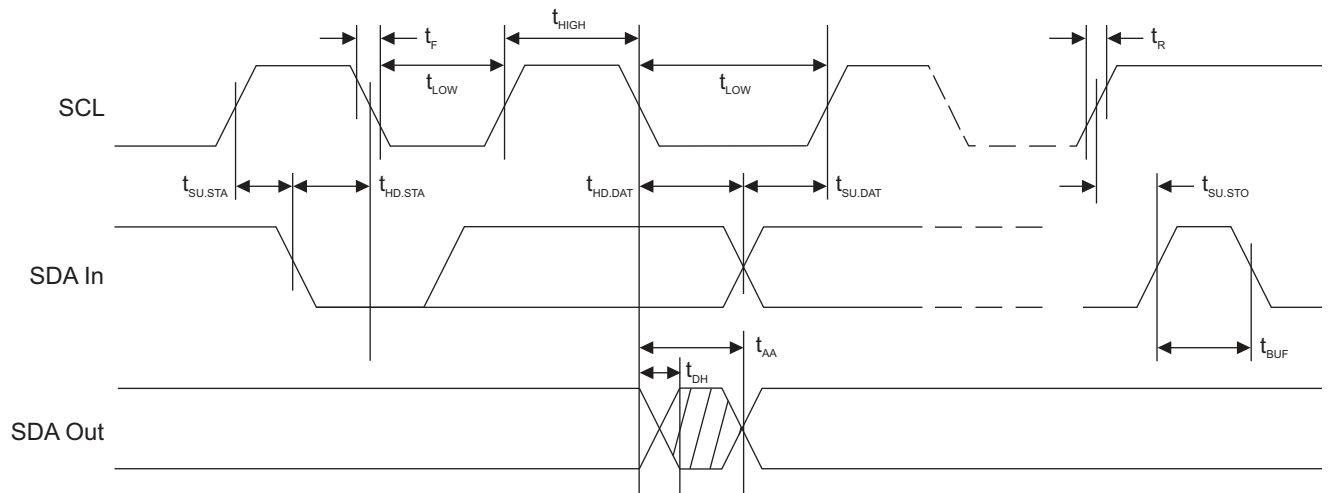 t_HIGH
t_F
t_R
t_LOW
t_LOW
SCL
t_SU.STA
t_HD.STA
t_HD.DAT
t_SU.DAT
t_SU.STO
SDA In
t_AA
t_BUF
t_DH
SDA Out